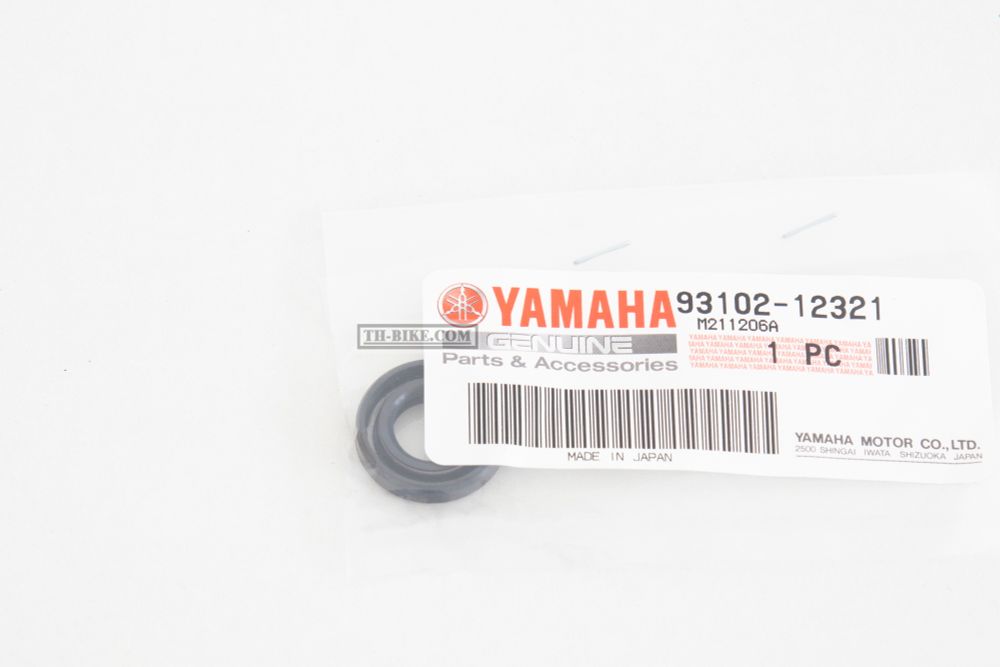 YAMAHA 93102-12321
M211206A
TH-BIKE.COM
GENUINE
1 PC
Parts & Accessories
YAMAHA MOTOR CO., LTD.
2500 SHINGAI IWATA SHIZUOKA JAPAN
MADE IN JAPAN